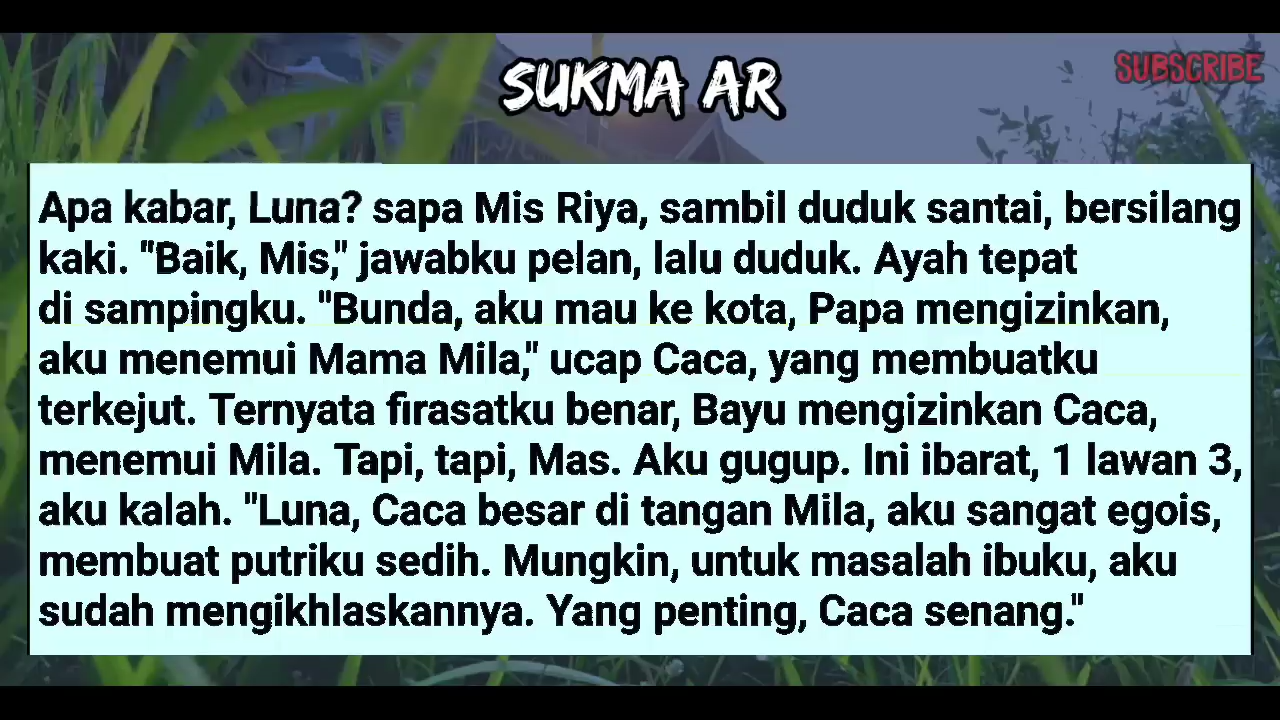 SUKMA AR
SUBSCRIBE
Apa kabar, Luna? sapa Mis Riya, sambil duduk santai, bersilang
kaki. "Baik, Mis," jawabku pelan, lalu duduk. Ayah tepat
di sampingku. "Bunda, aku mau ke kota, Papa mengizinkan,
aku menemui Mama Mila," ucap Caca, yang membuatku
terkejut. Ternyata firasatku benar, Bayu mengizinkan Caca,
menemui Mila. Tapi, tapi, Mas. Aku gugup. Ini ibarat, 1 lawan 3,
aku kalah. "Luna, Caca besar di tangan Mila, aku sangat egois,
membuat putriku sedih. Mungkin, untuk masalah ibuku, aku
sudah mengikhlaskannya. Yang penting, Caca senang."